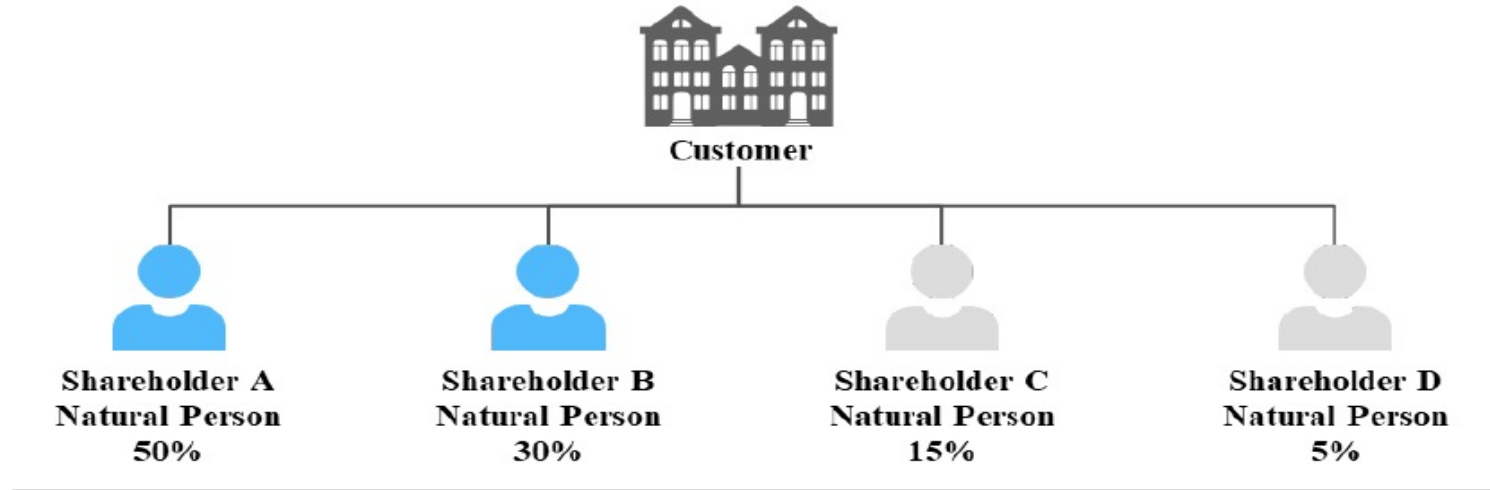 Customer
Shareholder A
Natural Person
50%
Shareholder B
Natural Person
30%
Shareholder C
Natural Person
15%
Shareholder D
Natural Person
5%